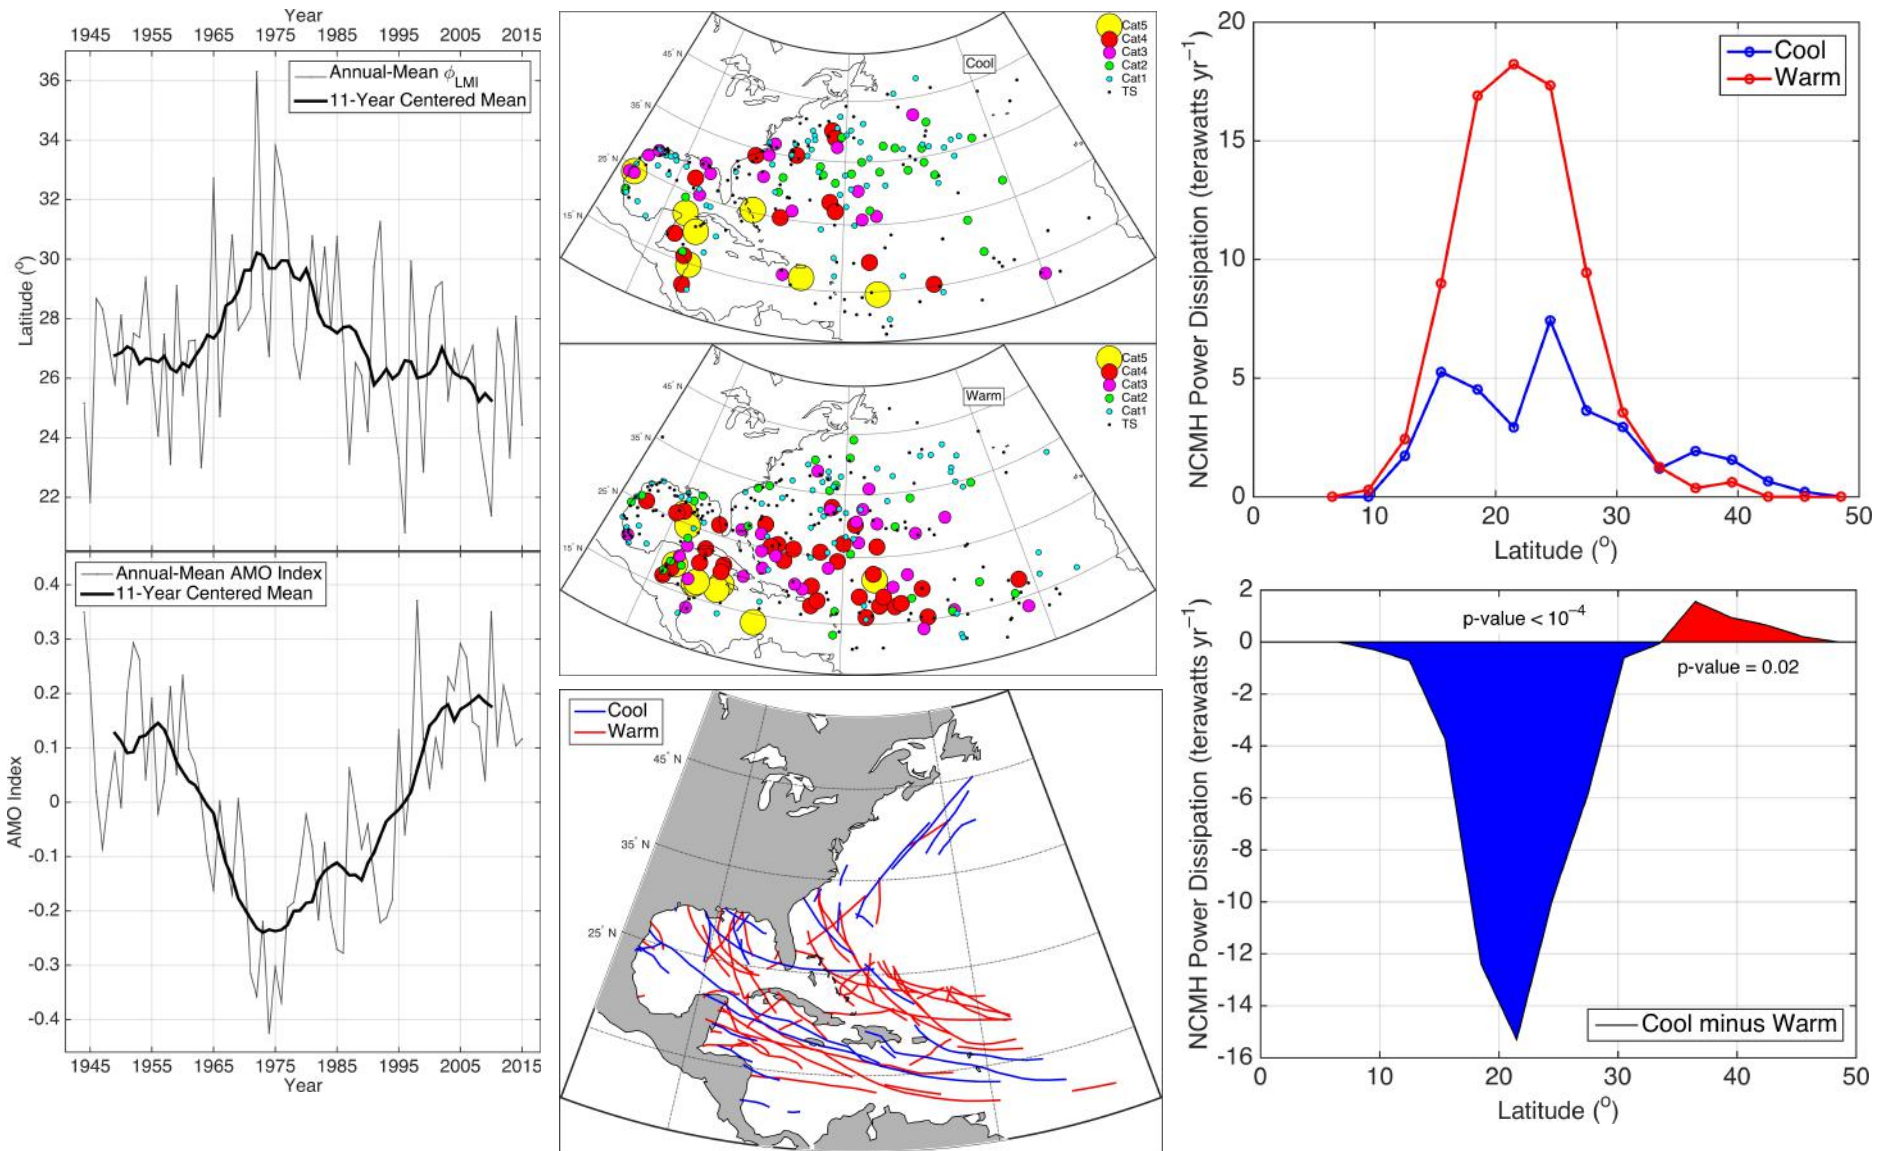 Year
1945 1955 1965 1975 1985 1995 2005 2015
Annual-Mean ϕLMI
11-Year Centered Mean
36
34
32
30
28
26
24
22
Latitude (°)
Annual-Mean AMO Index
11-Year Centered Mean
0.4
0.3
0.2
0.1
0
-0.1
-0.2
-0.3
-0.4
AMO Index
1945 1955 1965 1975 1985 1995 2005 2015
Year
Cool
Cat5
Cat4
Cat3
Cat2
Cat1
TS
45° N
35° N
25° N
15° N
Warm
Cat5
Cat4
Cat3
Cat2
Cat1
TS
45° N
35° N
25° N
15° N
Cool
Warm
45° N
35° N
25° N
NCMH Power Dissipation (terawatts yr⁻¹)
20
15
10
5
0
Cool
Warm
0 10 20 30 40 50
Latitude (°)
NCMH Power Dissipation (terawatts yr⁻¹)
2
0
-2
-4
-6
-8
-10
-12
-14
-16
p-value < 10⁻⁴
p-value = 0.02
Cool minus Warm
0 10 20 30 40 50
Latitude (°)